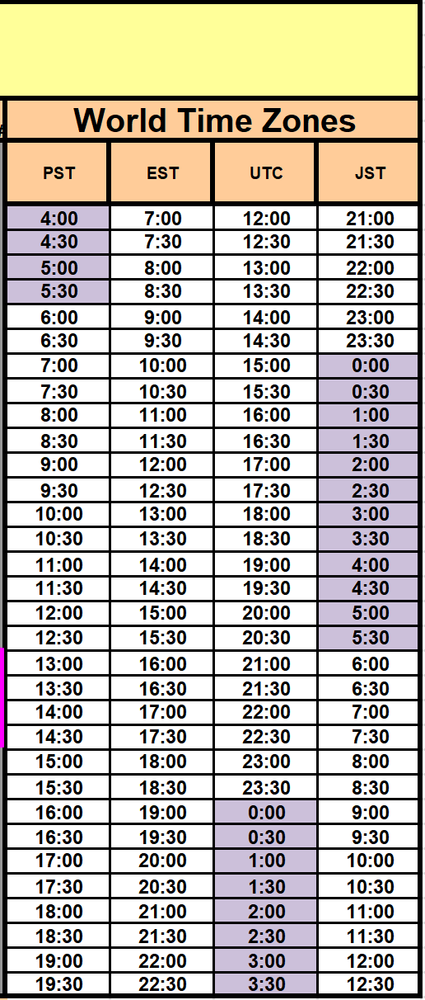 World Time Zones
PST EST UTC JST
4:00 7:00 12:00 21:00
4:30 7:30 12:30 21:30
5:00 8:00 13:00 22:00
5:30 8:30 13:30 22:30
6:00 9:00 14:00 23:00
6:30 9:30 14:30 23:30
7:00 10:00 15:00 0:00
7:30 10:30 15:30 0:30
8:00 11:00 16:00 1:00
8:30 11:30 16:30 1:30
9:00 12:00 17:00 2:00
9:30 12:30 17:30 2:30
10:00 13:00 18:00 3:00
10:30 13:30 18:30 3:30
11:00 14:00 19:00 4:00
11:30 14:30 19:30 4:30
12:00 15:00 20:00 5:00
12:30 15:30 20:30 5:30
13:00 16:00 21:00 6:00
13:30 16:30 21:30 6:30
14:00 17:00 22:00 7:00
14:30 17:30 22:30 7:30
15:00 18:00 23:00 8:00
15:30 18:30 23:30 8:30
16:00 19:00 0:00 9:00
16:30 19:30 0:30 9:30
17:00 20:00 1:00 10:00
17:30 20:30 1:30 10:30
18:00 21:00 2:00 11:00
18:30 21:30 2:30 11:30
19:00 22:00 3:00 12:00
19:30 22:30 3:30 12:30